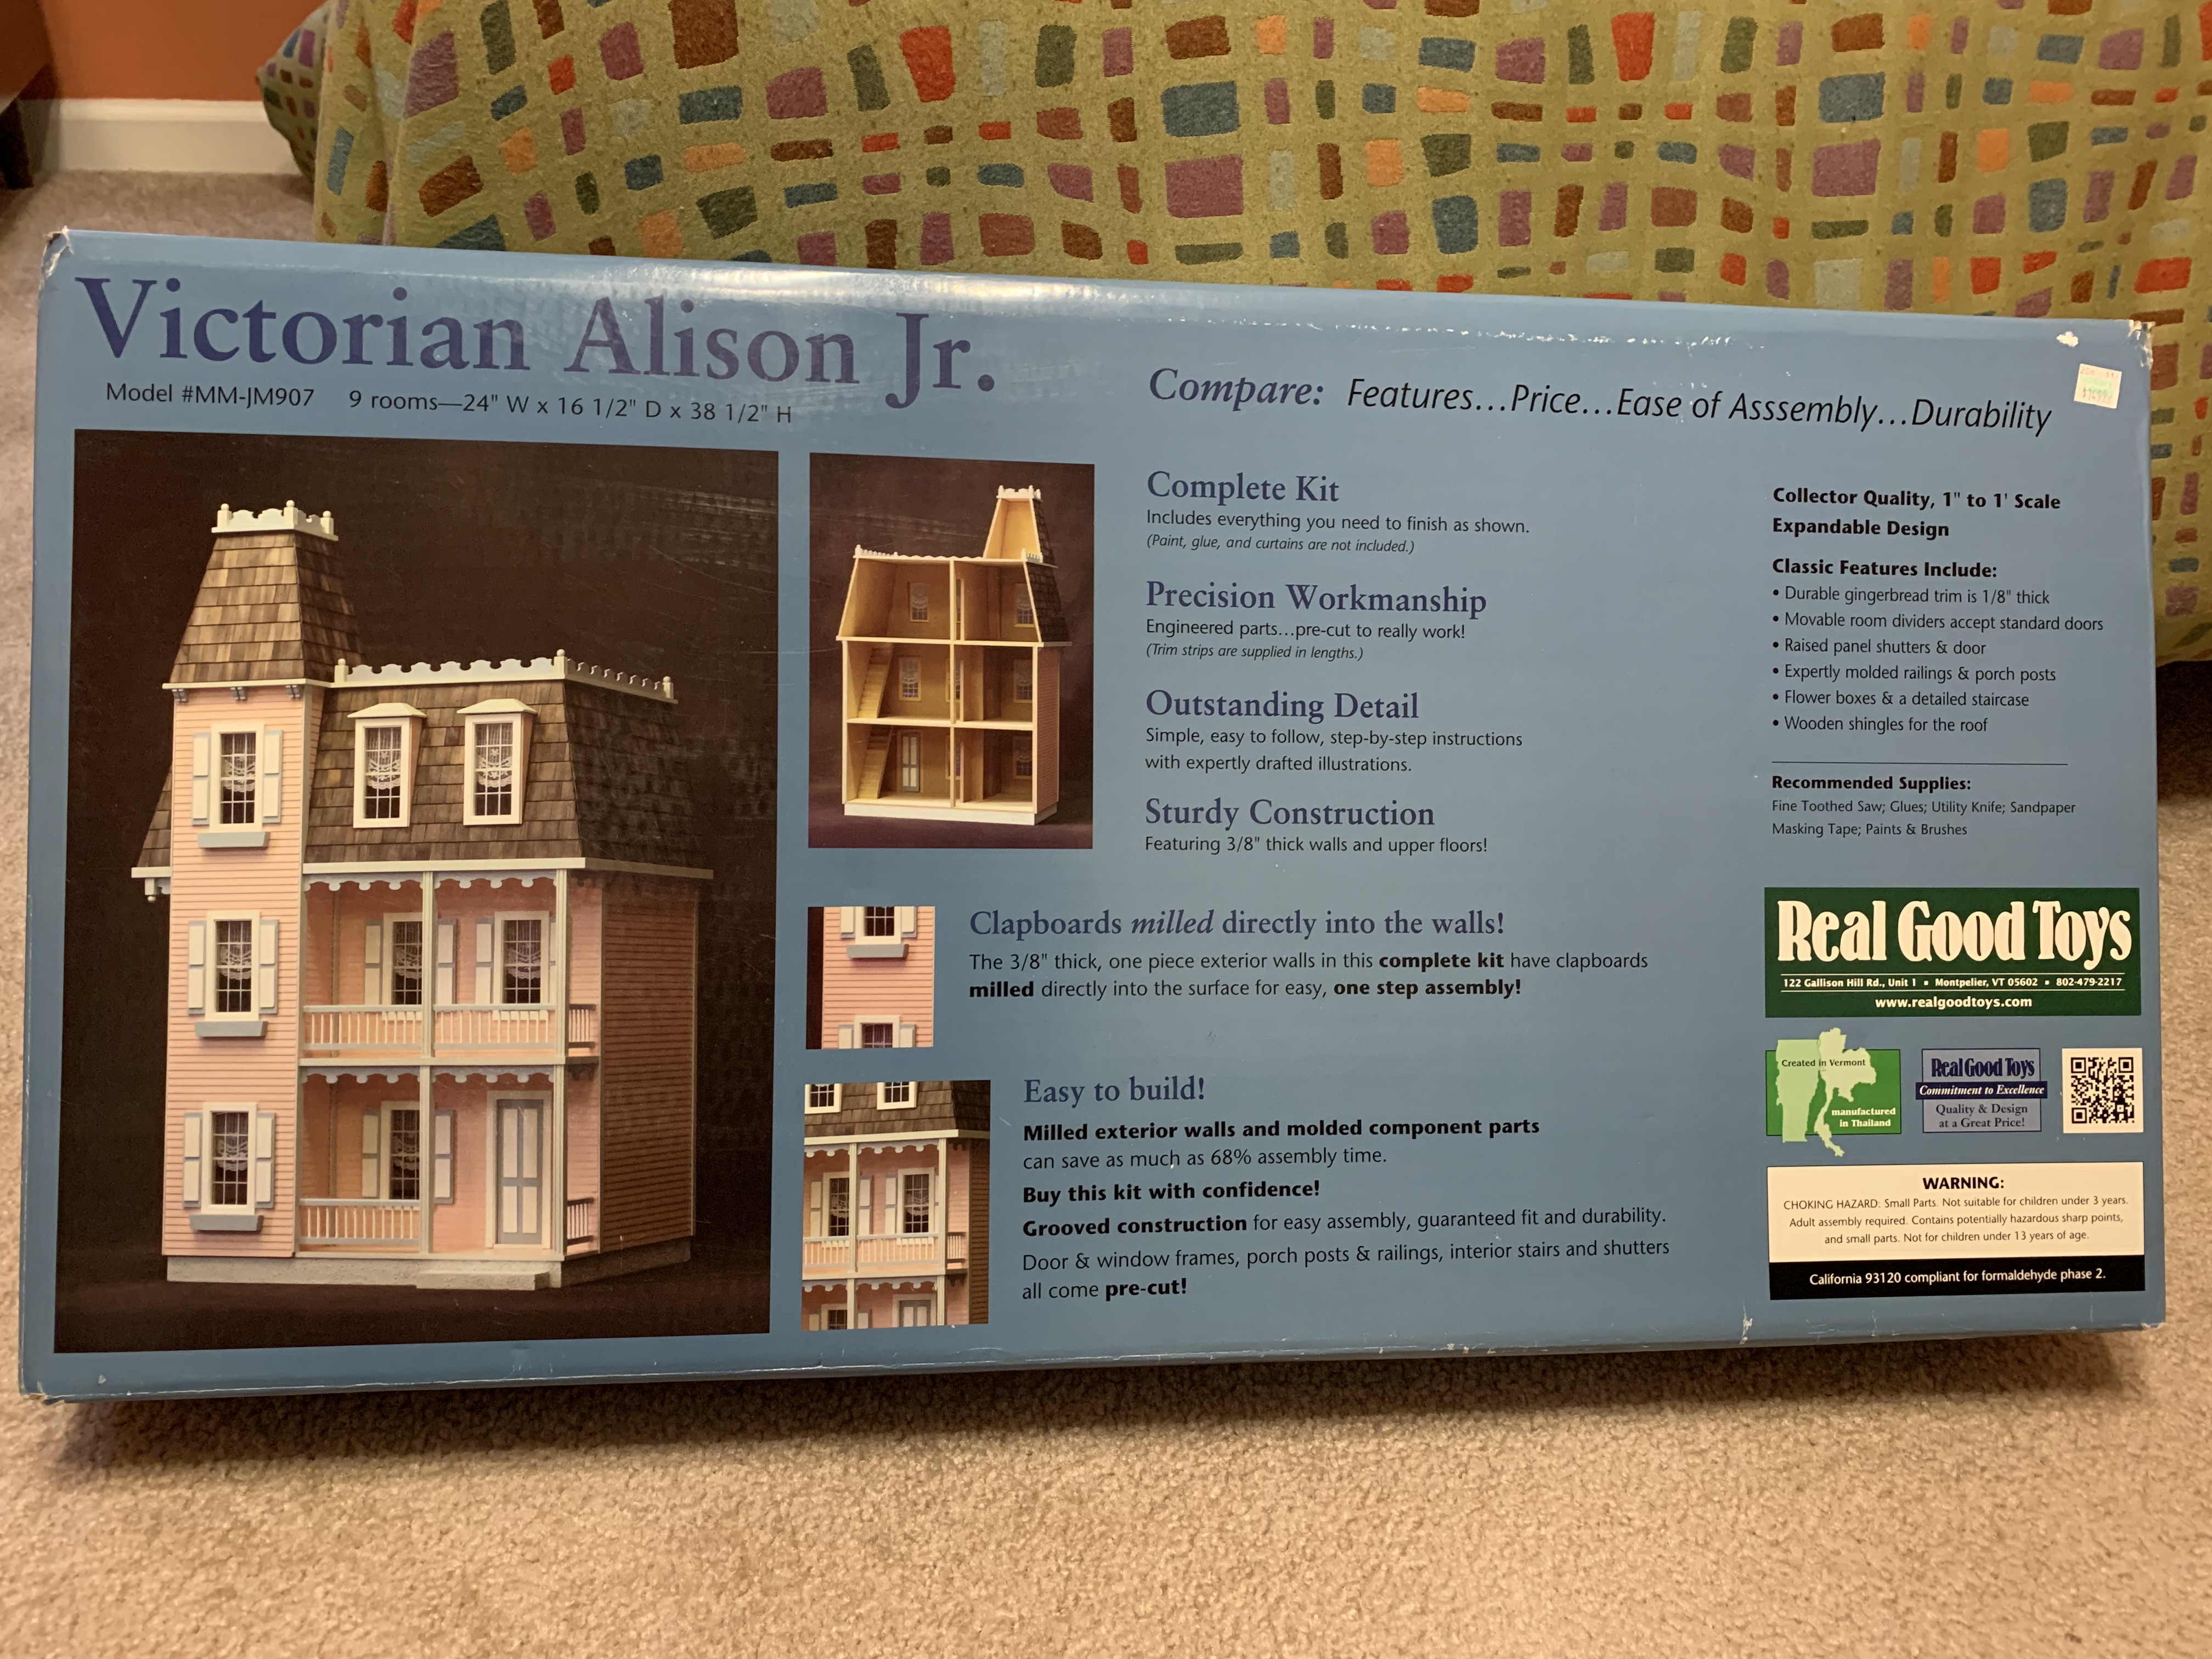 Victorian Alison Jr.
Model #MM-JM907 9 rooms—24" W x 16 1/2" D x 38 1/2" H
Compare: Features...Price...Ease of Asssembly...Durability
Complete Kit
Includes everything you need to finish as shown.
(Paint, glue, and curtains are not included.)
Precision Workmanship
Engineered parts...pre-cut to really work!
(Trim strips are supplied in lengths.)
Outstanding Detail
Simple, easy to follow, step-by-step instructions
with expertly drafted illustrations.
Sturdy Construction
Featuring 3/8" thick walls and upper floors!
Clapboards milled directly into the walls!
The 3/8" thick, one piece exterior walls in this complete kit have clapboards
milled directly into the surface for easy, one step assembly!
Easy to build!
Milled exterior walls and molded component parts
can save as much as 68% assembly time.
Buy this kit with confidence!
Grooved construction for easy assembly, guaranteed fit and durability.
Door & window frames, porch posts & railings, interior stairs and shutters
all come pre-cut!
Collector Quality, 1" to 1' Scale
Expandable Design
Classic Features Include:
• Durable gingerbread trim is 1/8" thick
• Movable room dividers accept standard doors
• Raised panel shutters & door
• Expertly molded railings & porch posts
• Flower boxes & a detailed staircase
• Wooden shingles for the roof
Recommended Supplies:
Fine Toothed Saw; Glues; Utility Knife; Sandpaper
Masking Tape; Paints & Brushes
Real Good Toys
122 Gallison Hill Rd., Unit 1 ▪ Montpelier, VT 05602 ▪ 802-479-2217
www.realgoodtoys.com
Created in Vermont
manufactured
in Thailand
Real Good Toys
Commitment to Excellence
Quality & Design
at a Great Price!
WARNING:
CHOKING HAZARD: Small Parts. Not suitable for children under 3 years.
Adult assembly required. Contains potentially hazardous sharp points,
and small parts. Not for children under 13 years of age.
California 93120 compliant for formaldehyde phase 2.